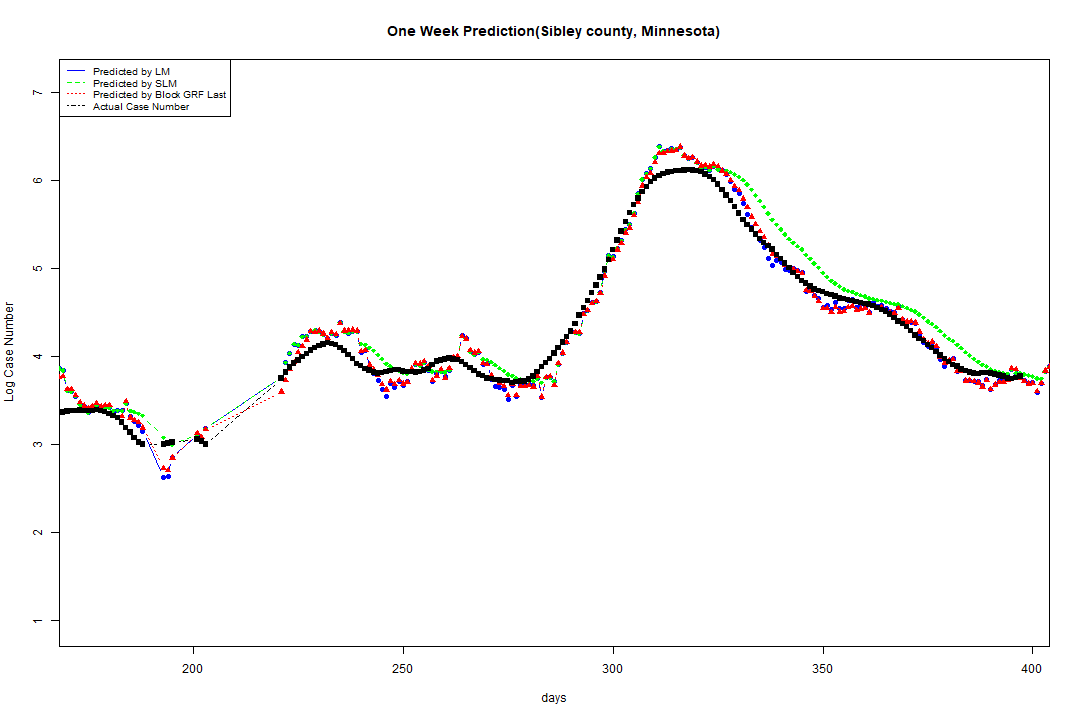 One Week Prediction(Sibley county, Minnesota)
Predicted by LM
Predicted by SLM
Predicted by Block GRF Last
Actual Case Number
7
6
5
4
3
2
1
Log Case Number
200
250
300
350
400
days